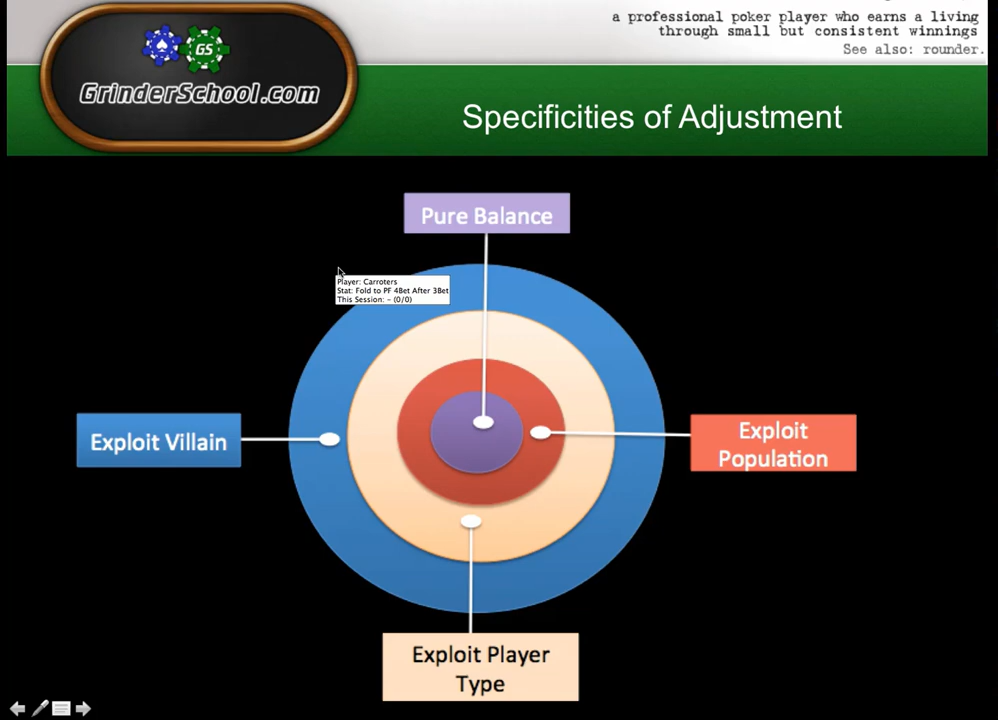 a professional poker player who earns a living
through small but consistent winnings
See also: rounder.
GS
GrinderSchool.com
Specificities of Adjustment
Pure Balance
Player: Carroters
Stat: Fold to PF 4Bet After 3Bet
This Session: - (0/0)
Exploit Villain
Exploit
Population
Exploit Player
Type